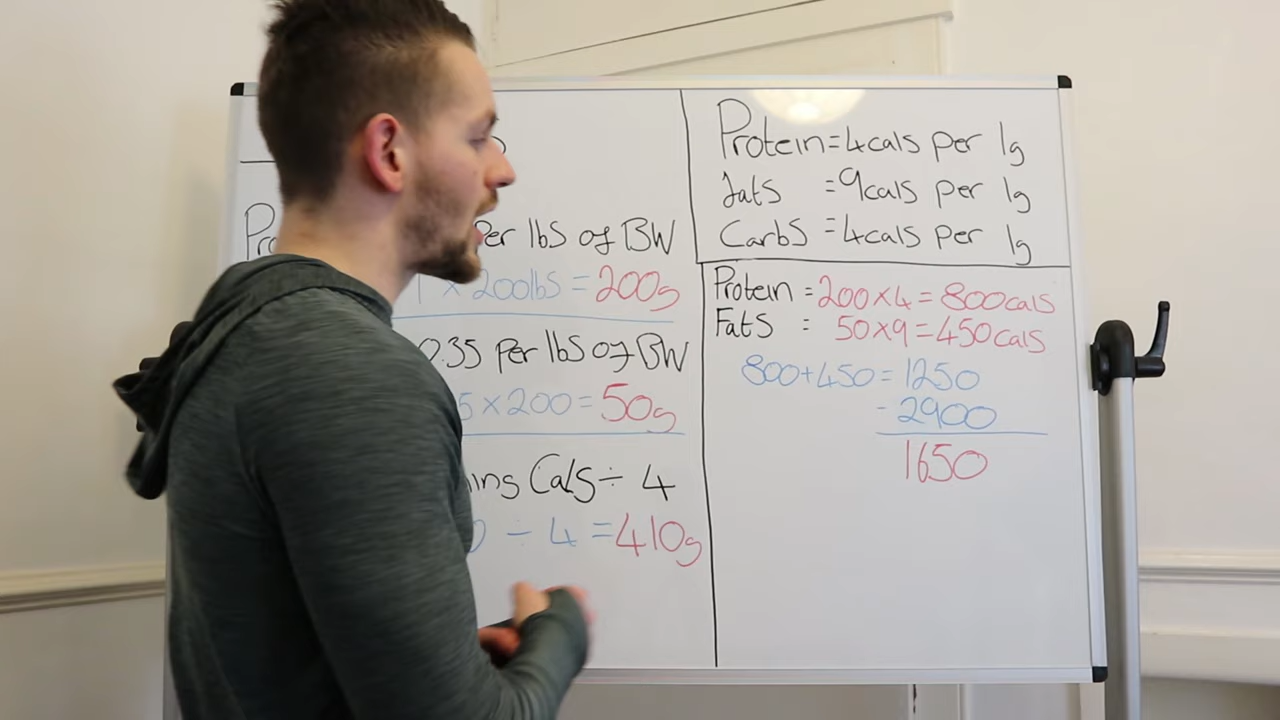 Per lbs of BW
1 × 200lbs = 200g
0.35 Per lbs of BW
× 200 = 50g
Cals ÷ 4
÷ 4 = 410g
Protein = 4cals per 1g
fats = 9cals per 1g
Carbs = 4cals per 1g
Protein = 200 × 4 = 800cals
Fats : 50 × 9 = 450cals
800 + 450 = 1250
- 2900
1650